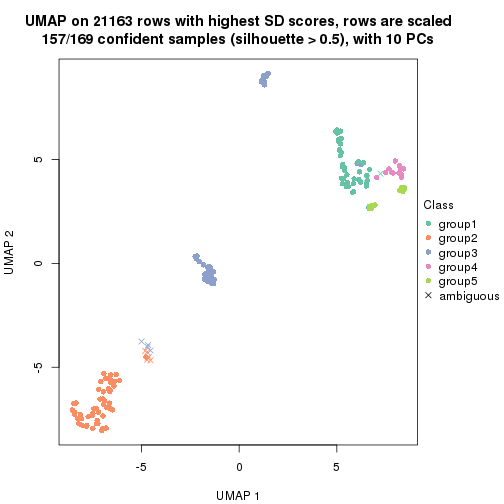 UMAP on 21163 rows with highest SD scores, rows are scaled
157/169 confident samples (silhouette > 0.5), with 10 PCs
5
0
-5
UMAP 2
-5
0
5
UMAP 1
Class
group1
group2
group3
group4
group5
ambiguous